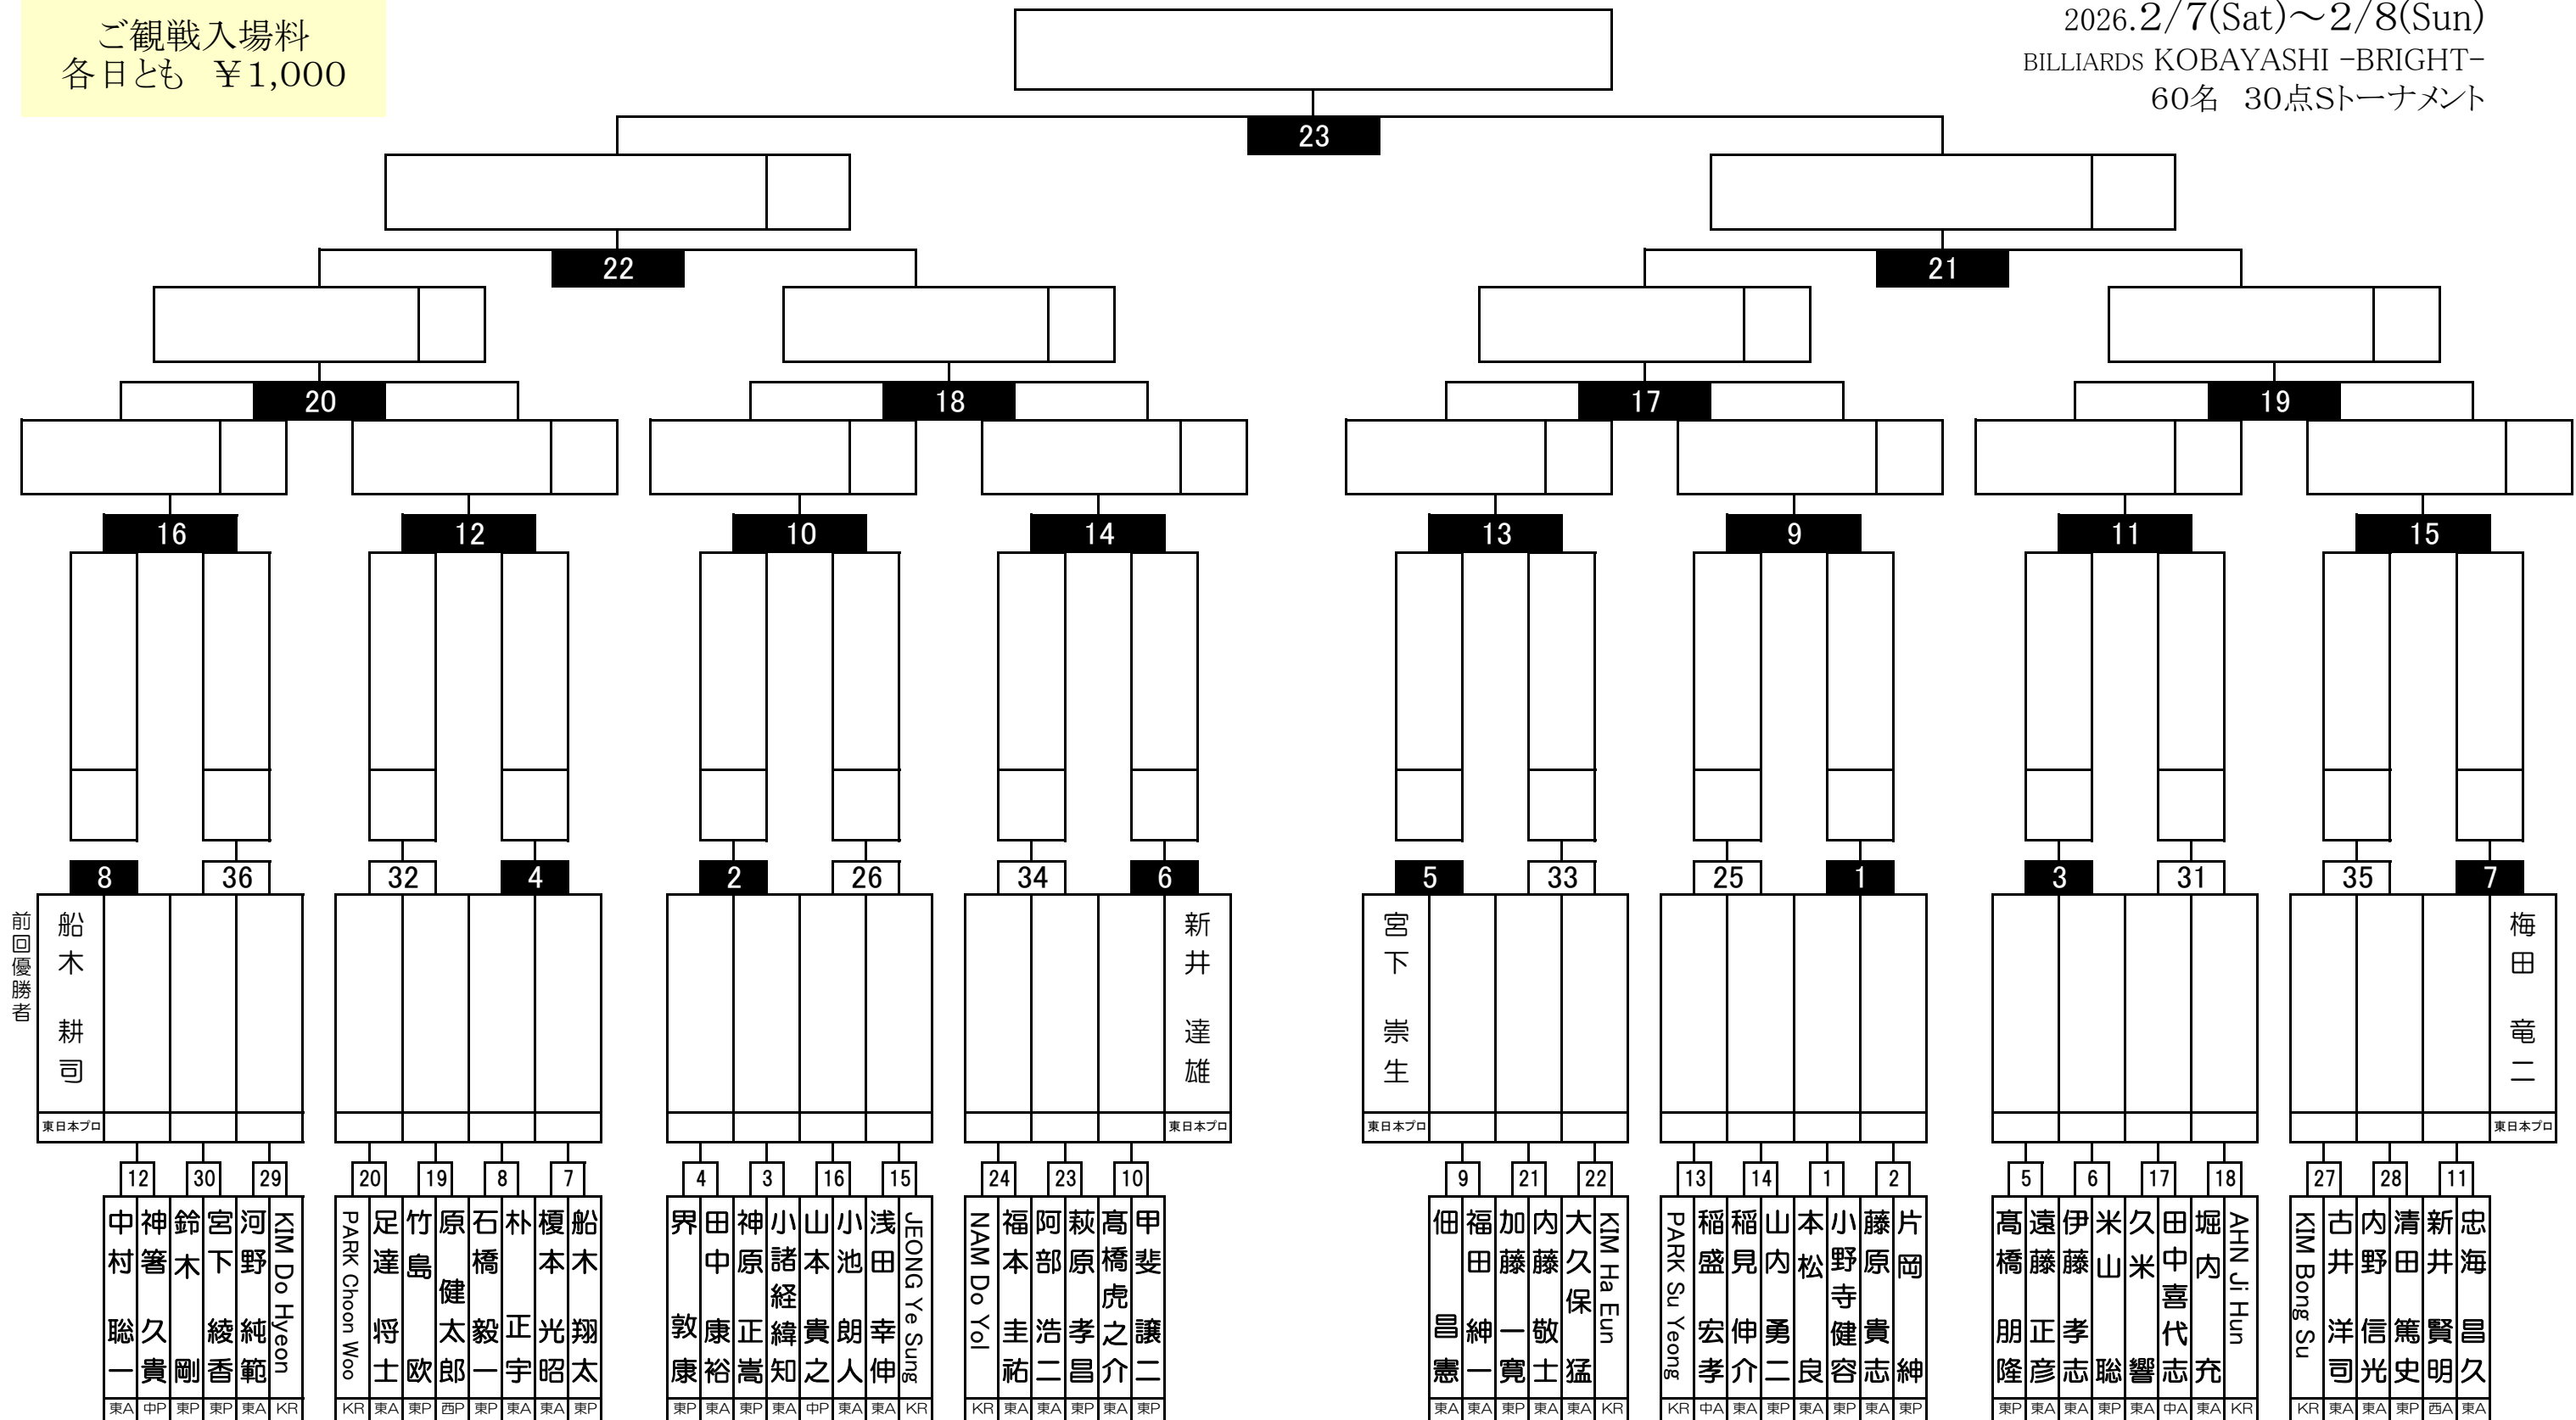 ご観戦入場料
各日とも ￥1,000
2026.2/7(Sat)～2/8(Sun)
BILLIARDS KOBAYASHI -BRIGHT-
60名 30点Sトーナメント
23
22
21
20
18
17
19
16
12
10
14
13
9
11
15
8
36
32
4
2
26
34
6
5
33
25
1
3
31
35
7
前回優勝者
船木 耕司
新井 達雄
宮下 崇生
梅田 竜二
東日本プロ
東日本プロ
東日本プロ
東日本プロ
12
30
29
20
19
8
7
4
3
16
15
24
23
10
9
21
22
13
14
1
2
5
6
17
18
27
28
11
中村 聡一
神箸 久貴
鈴木 剛
宮下 綾香
河野 純範
KIM Do Hyeon
PARK Choon Woo
足達 将士
竹島 欧
原 健太郎
石橋 毅一
朴 正宇
榎本 光昭
船木 翔太
界 敦康
田中 康裕
神原 正嵩
小諸 経緯知
山本 貴之
小池 朗人
浅田 幸伸
JEONG Ye Sung
NAM Do Yol
福本 圭祐
阿部 浩二
萩原 孝昌
髙橋 虎之介
甲斐 譲二
佃 昌憲
福田 紳一
加藤 一寛
内藤 敬士
大久保 猛
KIM Ha Eun
PARK Su Yeong
稲盛 宏孝
稲見 伸介
山内 勇二
本松 良
小野寺 健容
藤原 貴志
片岡 紳
髙橋 朋隆
遠藤 正彦
伊藤 孝志
米山 聡
久米 響
田中 喜代志
堀内 充
AHN Ji Hun
KIM Bong Su
古井 洋司
内野 信光
清田 篤史
新井 賢明
忠海 昌久
東A
中P
東P
東P
東A
KR
KR
東A
東P
西P
東P
東A
東A
東P
東P
東A
東P
東A
中P
東A
東A
KR
KR
東A
東A
東P
東A
東P
東A
東A
東P
東A
東A
KR
KR
中A
東A
東P
東A
東P
東A
東P
東P
東A
東A
東P
東A
中A
東A
KR
KR
東A
東A
東P
西A
東A